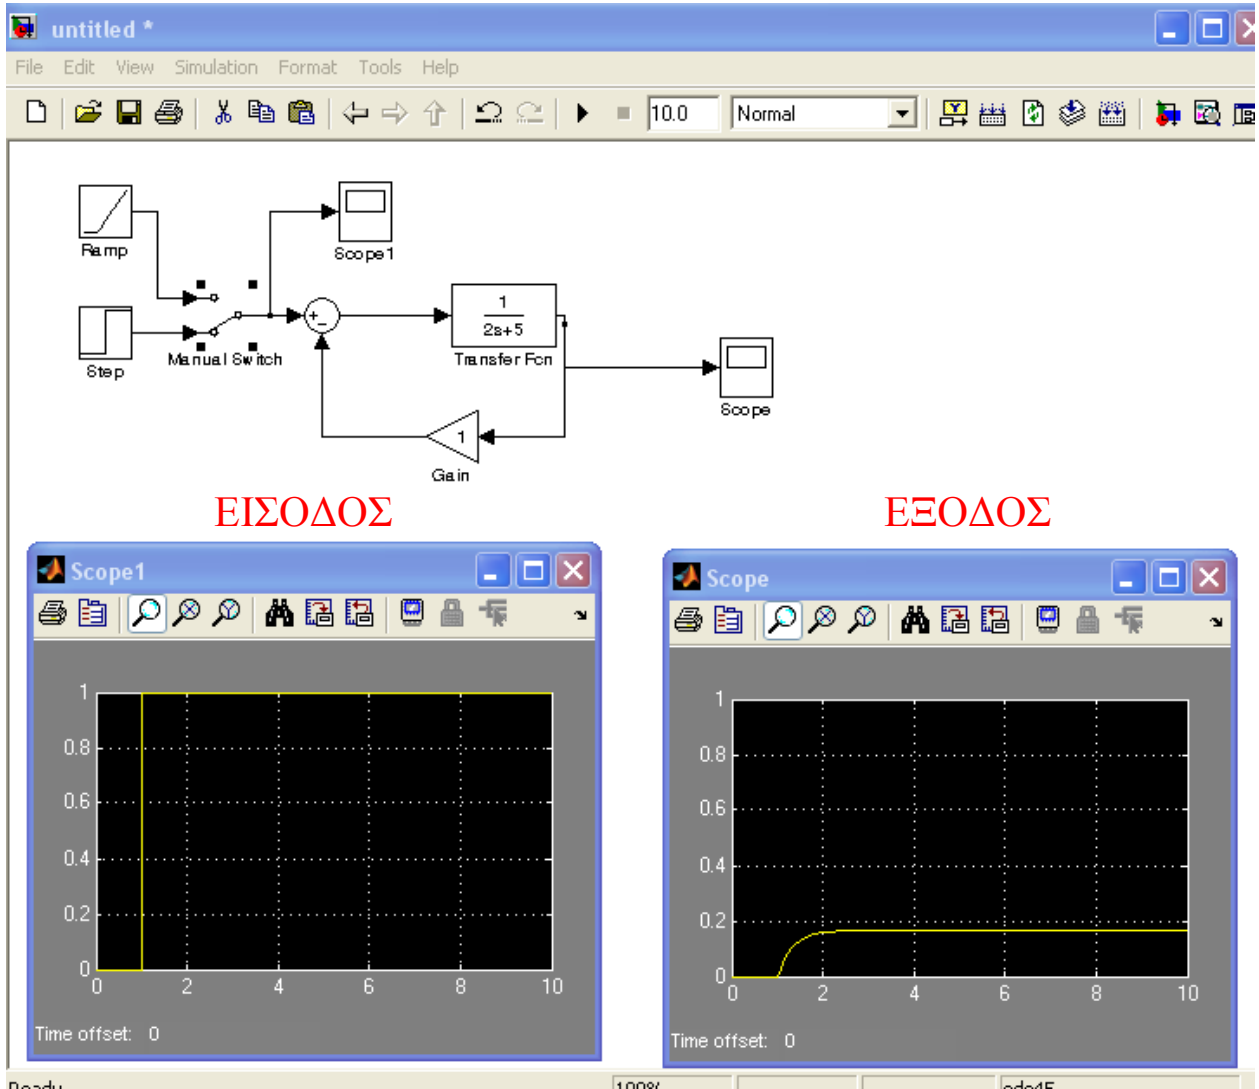 untitled *
File Edit View Simulation Format Tools Help
10.0 Normal
Ramp
Scope1
Step
Manual Switch
+
-
1
2s+5
Transfer Fcn
Scope
1
Gain
ΕΙΣΟΔΟΣ ΕΞΟΔΟΣ
Scope1
1
0.8
0.6
0.4
0.2
0
0 2 4 6 8 10
Time offset: 0
Scope
1
0.8
0.6
0.4
0.2
0
0 2 4 6 8 10
Time offset: 0
Ready 100% ode45